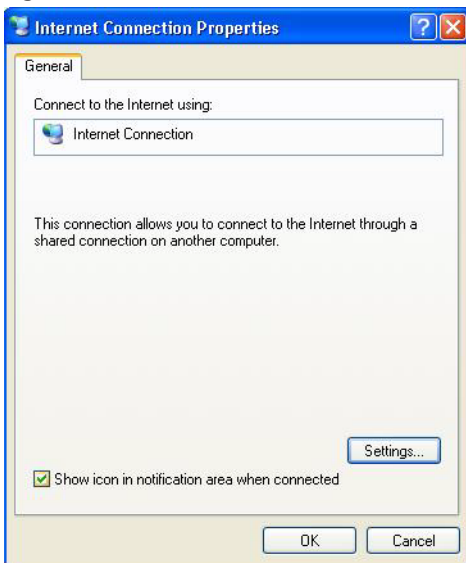 Internet Connection Properties
General
Connect to the Internet using:
Internet Connection
This connection allows you to connect to the Internet through a
shared connection on another computer.
Settings...
Show icon in notification area when connected
OK
Cancel